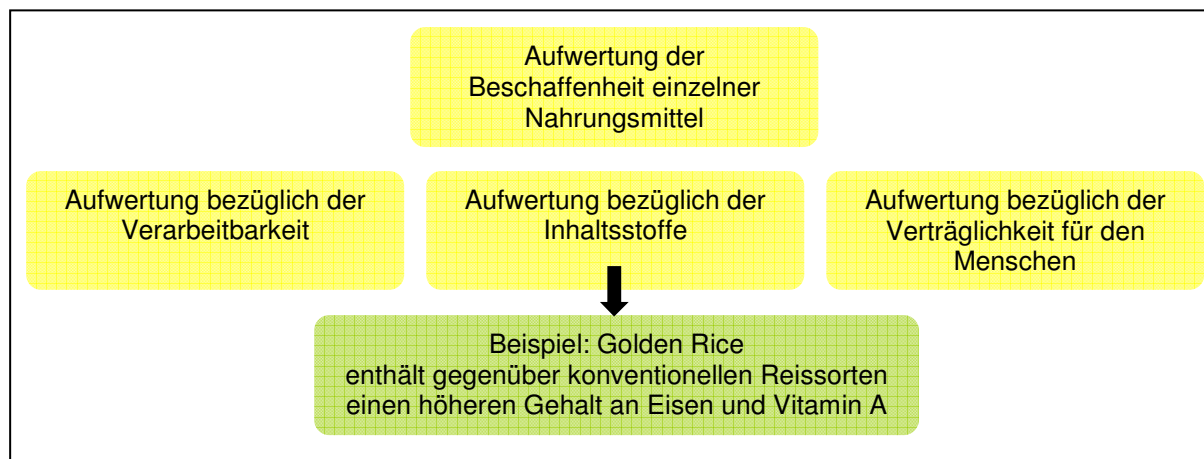 Aufwertung der
Beschaffenheit einzelner
Nahrungsmittel
Aufwertung bezüglich der
Verarbeitbarkeit
Aufwertung bezüglich der
Inhaltsstoffe
Aufwertung bezüglich der
Verträglichkeit für den
Menschen
Beispiel: Golden Rice
enthält gegenüber konventionellen Reissorten
einen höheren Gehalt an Eisen und Vitamin A